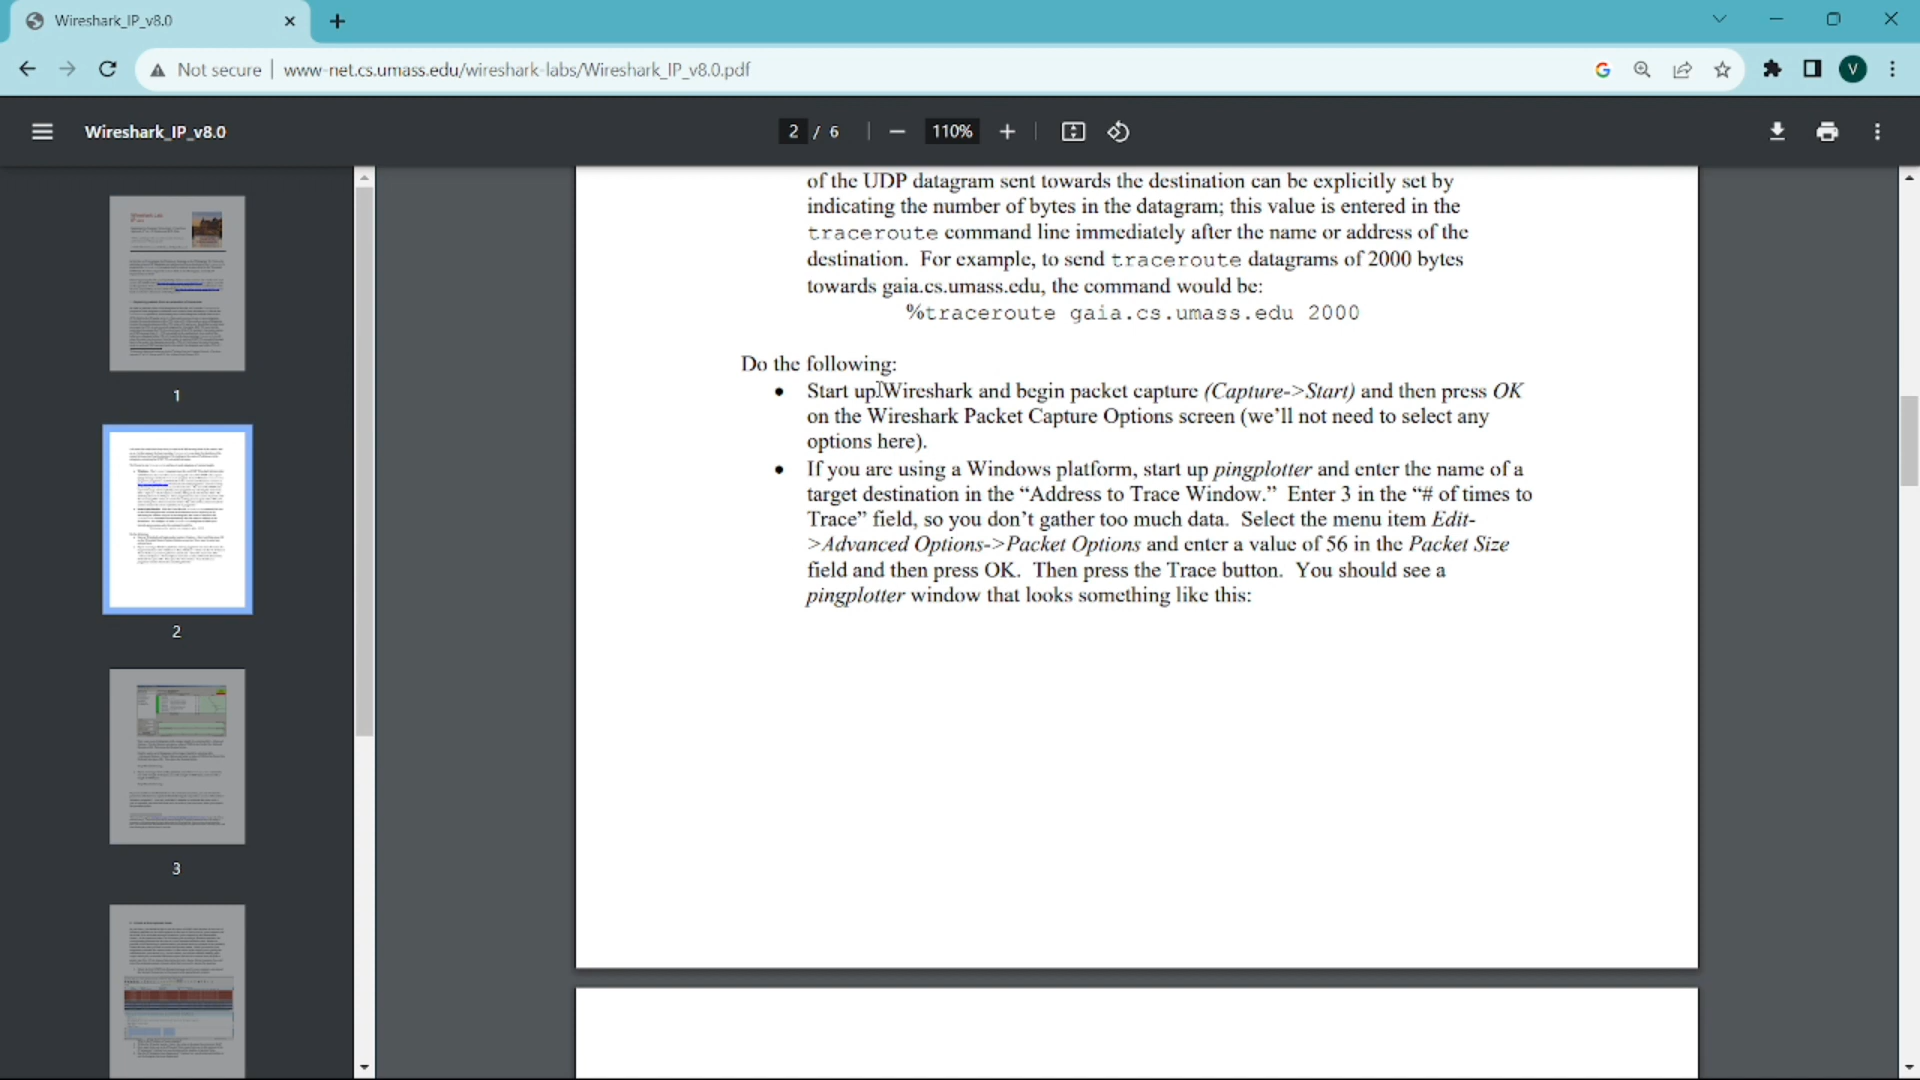 Wireshark_IP_v8.0
Not secure
www-net.cs.umass.edu/wireshark-labs/Wireshark_IP_v8.0.pdf
V
Wireshark_IP_v8.0
2 / 6
110%
1
2
3
of the UDP datagram sent towards the destination can be explicitly set by
indicating the number of bytes in the datagram; this value is entered in the
traceroute command line immediately after the name or address of the
destination. For example, to send traceroute datagrams of 2000 bytes
towards gaia.cs.umass.edu, the command would be:
%traceroute gaia.cs.umass.edu 2000
Do the following:
• Start up Wireshark and begin packet capture (Capture->Start) and then press OK
on the Wireshark Packet Capture Options screen (we'll not need to select any
options here).
• If you are using a Windows platform, start up pingplotter and enter the name of a
target destination in the “Address to Trace Window.” Enter 3 in the “# of times to
Trace” field, so you don’t gather too much data. Select the menu item Edit-
>Advanced Options->Packet Options and enter a value of 56 in the Packet Size
field and then press OK. Then press the Trace button. You should see a
pingplotter window that looks something like this: